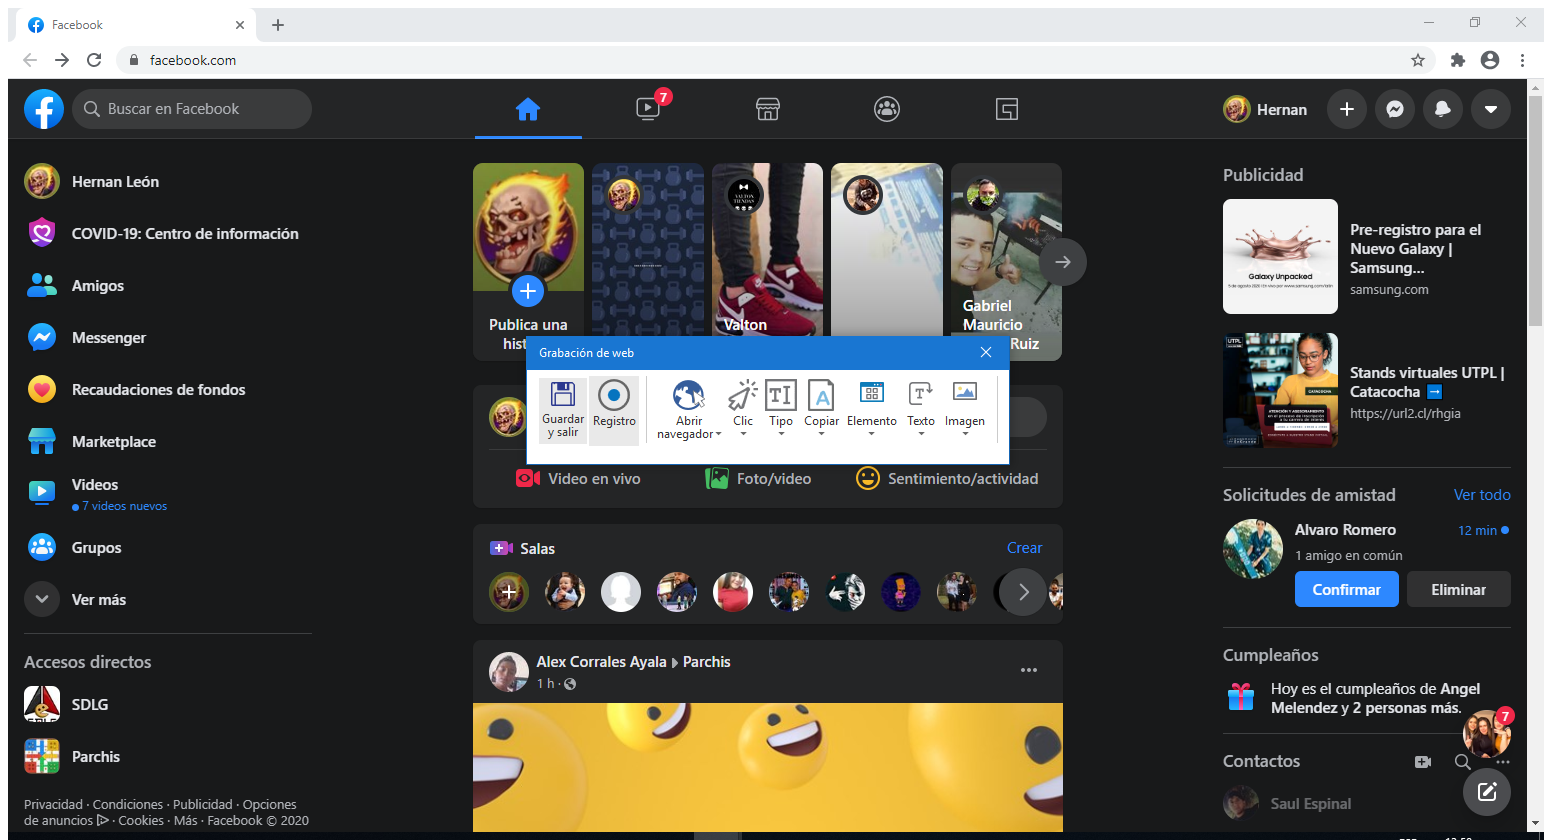 Facebook
facebook.com
Buscar en Facebook
7
Hernan
Hernan León
COVID-19: Centro de información
Amigos
Messenger
Recaudaciones de fondos
Marketplace
Videos
7 videos nuevos
Grupos
Ver más
Accesos directos
SDLG
Parchis
Privacidad · Condiciones · Publicidad · Opciones
de anuncios · Cookies · Más · Facebook © 2020
Publica una
hist
VALTON
TIENDAS
Valton
Gabriel
Mauricio
Ruiz
Grabación de web
Guardar
y salir
Registro
Abrir
navegador
Clic
Tipo
Copiar
Elemento
Texto
Imagen
Video en vivo
Foto/video
Sentimiento/actividad
Salas
Crear
Alex Corrales Ayala Parchis
1 h ·
Publicidad
Galaxy Unpacked
Pre-registro para el
Nuevo Galaxy |
Samsung...
samsung.com
UTPL
CATACOCHA
Stands virtuales UTPL |
Catacocha
https://url2.cl/rhgia
Solicitudes de amistad
Ver todo
Alvaro Romero
12 min
1 amigo en común
Confirmar
Eliminar
Cumpleaños
Hoy es el cumpleaños de Angel
Melendez y 2 personas más.
7
Contactos
Saul Espinal